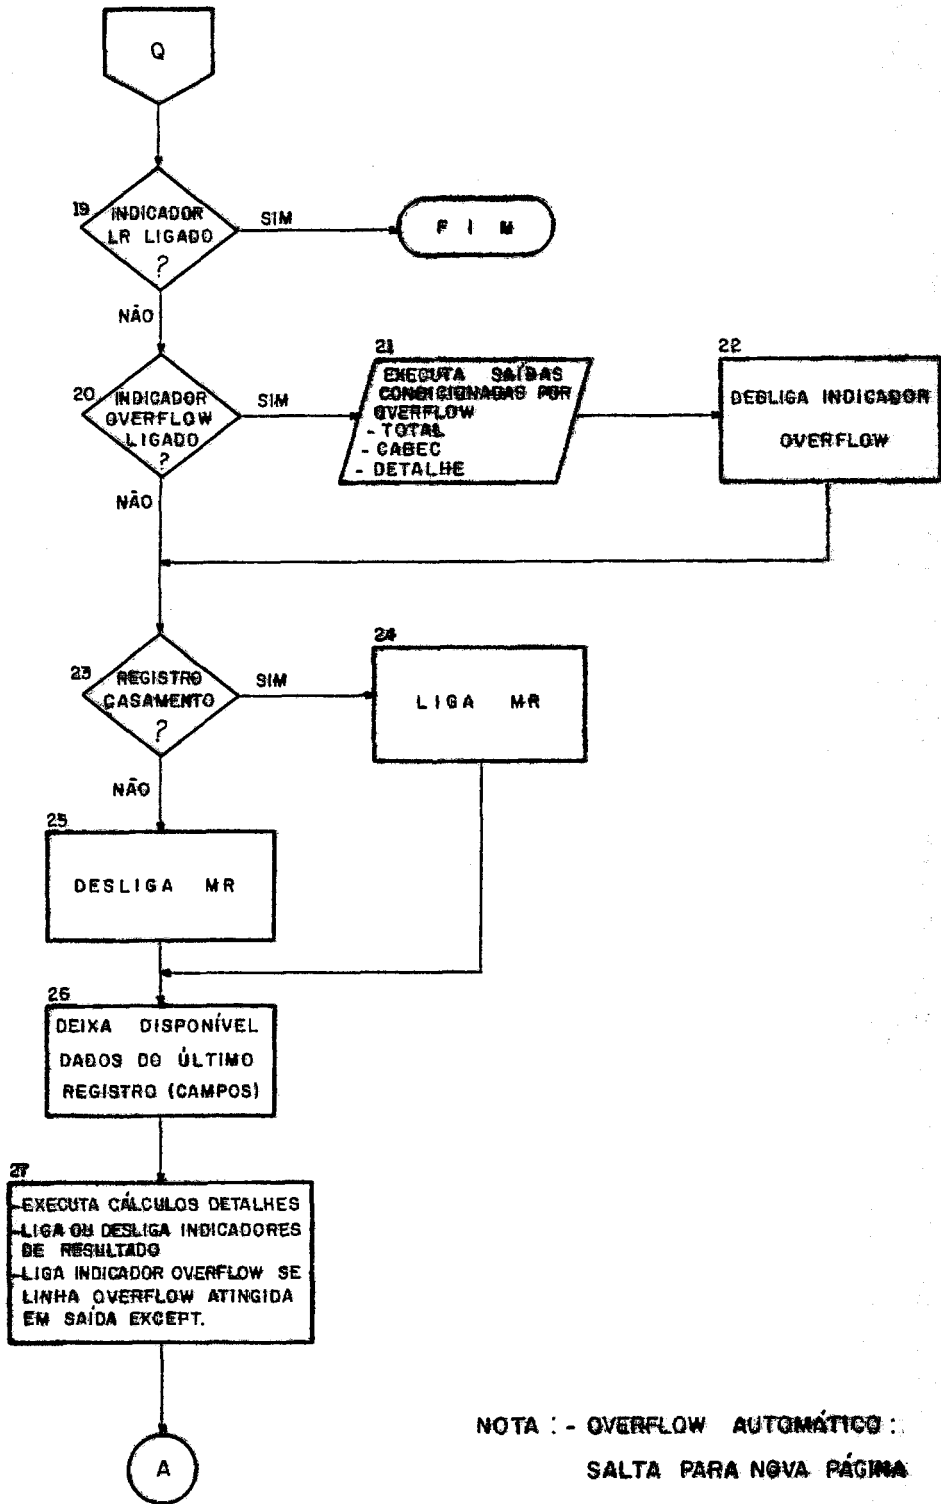 Q
19
INDICADOR
LR LIGADO
?
SIM
F I M
NÃO
20
INDICADOR
OVERFLOW
LIGADO
?
SIM
21
EXECUTA SAÍDAS
CONDICIONADAS POR
OVERFLOW
- TOTAL
- CABEC
- DETALHE
22
DESLIGA INDICADOR
OVERFLOW
NÃO
23
REGISTRO
CASAMENTO
?
SIM
24
LIGA MR
NÃO
25
DESLIGA MR
26
DEIXA DISPONÍVEL
DADOS DO ÚLTIMO
REGISTRO (CAMPOS)
27
-EXECUTA CÁLCULOS DETALHES
-LIGA OU DESLIGA INDICADORES
DE RESULTADO
-LIGA INDICADOR OVERFLOW SE
LINHA OVERFLOW ATINGIDA
EM SAÍDA EXCEPT.
A
NOTA : - OVERFLOW AUTOMÁTICO :
SALTA PARA NOVA PÁGINA